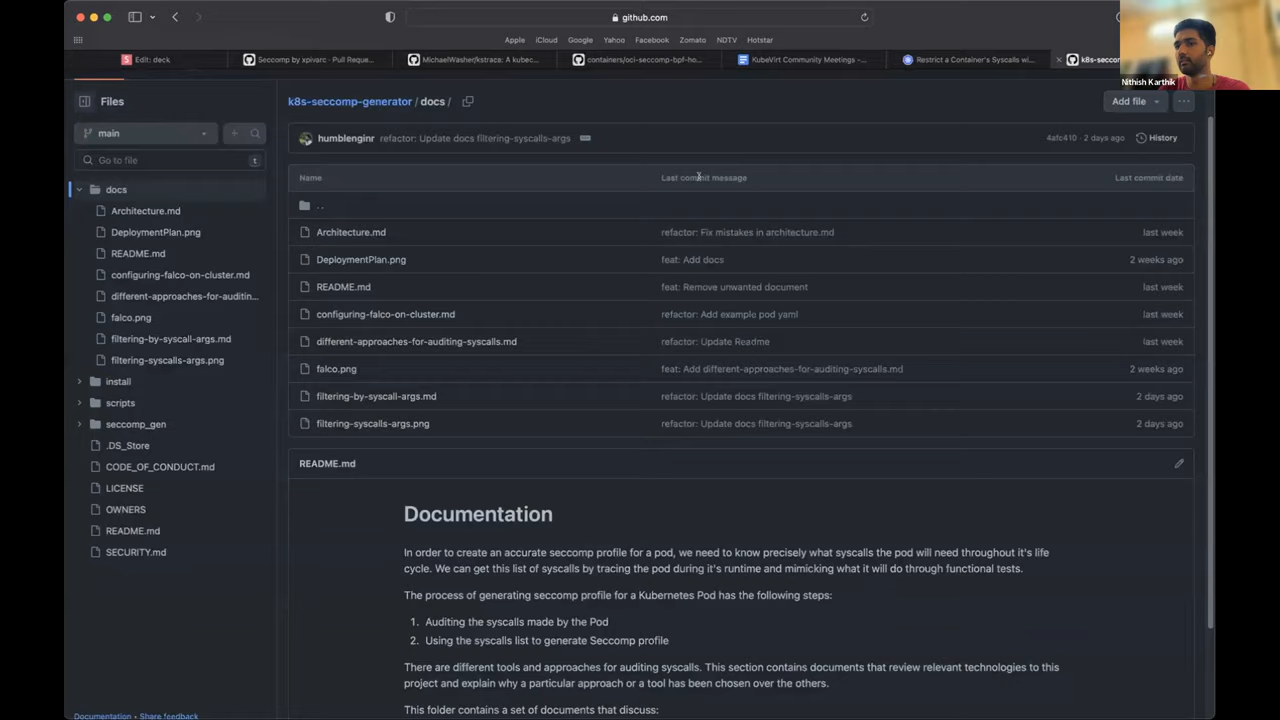 github.com
Apple iCloud Google Yahoo Facebook Zomato NDTV Hotstar
Edit: deck
Seccomp by xpivarc · Pull Reque...
MichaelWasher/kstrace: A kubec...
containers/oci-seccomp-bpf-ho...
KubeVirt Community Meetings -...
Restrict a Container's Syscalls wi...
k8s-seccom
Nithish Karthik
Files
main
Go to file
t
docs
Architecture.md
DeploymentPlan.png
README.md
configuring-falco-on-cluster.md
different-approaches-for-auditin...
falco.png
filtering-by-syscall-args.md
filtering-syscalls-args.png
install
scripts
seccomp_gen
.DS_Store
CODE_OF_CONDUCT.md
LICENSE
OWNERS
README.md
SECURITY.md
Documentation · Share feedback
k8s-seccomp-generator / docs /
Add file
...
humblenginr refactor: Update docs filtering-syscalls-args
4afc410 · 2 days ago History
Name Last commit message Last commit date
..
Architecture.md refactor: Fix mistakes in architecture.md last week
DeploymentPlan.png feat: Add docs 2 weeks ago
README.md feat: Remove unwanted document last week
configuring-falco-on-cluster.md refactor: Add example pod yaml last week
different-approaches-for-auditing-syscalls.md refactor: Update Readme last week
falco.png feat: Add different-approaches-for-auditing-syscalls.md 2 weeks ago
filtering-by-syscall-args.md refactor: Update docs filtering-syscalls-args 2 days ago
filtering-syscalls-args.png refactor: Update docs filtering-syscalls-args 2 days ago
README.md
Documentation
In order to create an accurate seccomp profile for a pod, we need to know precisely what syscalls the pod will need throughout it's life
cycle. We can get this list of syscalls by tracing the pod during it's runtime and mimicking what it will do through functional tests.
The process of generating seccomp profile for a Kubernetes Pod has the following steps:
1. Auditing the syscalls made by the Pod
2. Using the syscalls list to generate Seccomp profile
There are different tools and approaches for auditing syscalls. This section contains documents that review relevant technologies to this
project and explain why a particular approach or a tool has been chosen over the others.
This folder contains a set of documents that discuss: